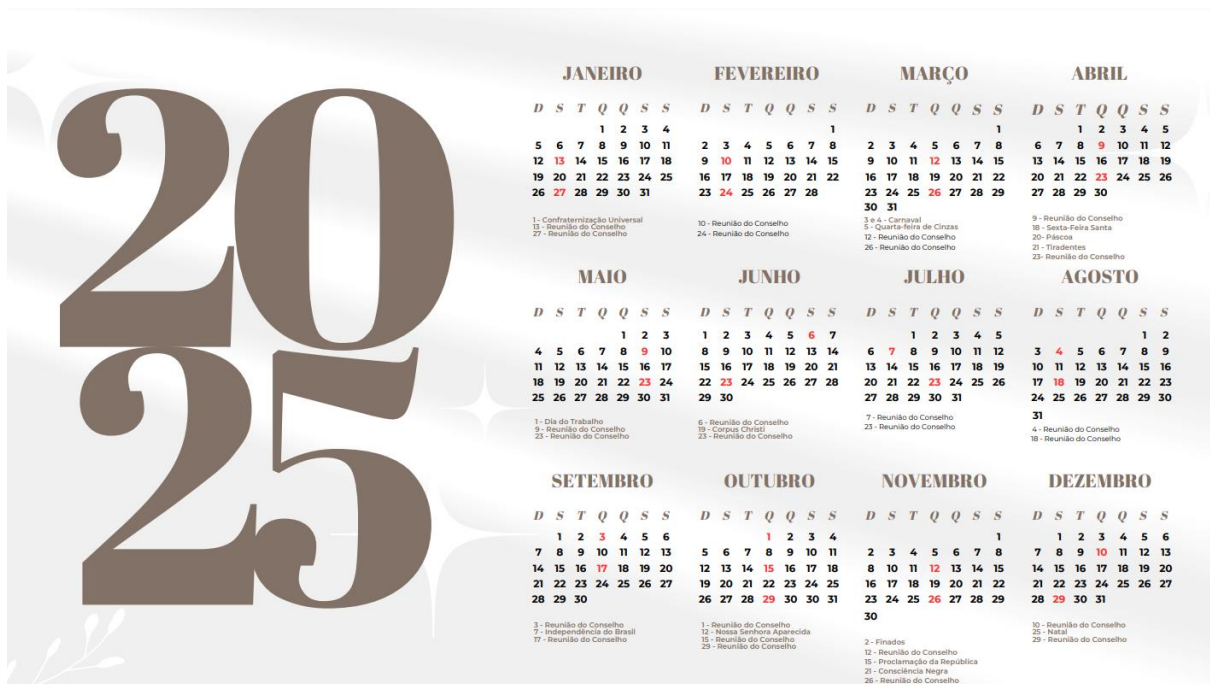 20
25
JANEIRO
D S T Q Q S S
1 2 3 4
5 6 7 8 9 10 11
12 13 14 15 16 17 18
19 20 21 22 23 24 25
26 27 28 29 30 31
1 - Confraternização Universal
13 - Reunião do Conselho
27 - Reunião do Conselho
FEVEREIRO
D S T Q Q S S
1
2 3 4 5 6 7 8
9 10 11 12 13 14 15
16 17 18 19 20 21 22
23 24 25 26 27 28
10 - Reunião do Conselho
24 - Reunião do Conselho
MARÇO
D S T Q Q S S
1
2 3 4 5 6 7 8
9 10 11 12 13 14 15
16 17 18 19 20 21 22
23 24 25 26 27 28 29
30 31
3 e 4 - Carnaval
5 - Quarta-feira de Cinzas
12 - Reunião do Conselho
26 - Reunião do Conselho
ABRIL
D S T Q Q S S
1 2 3 4 5
6 7 8 9 10 11 12
13 14 15 16 17 18 19
20 21 22 23 24 25 26
27 28 29 30
9 - Reunião do Conselho
18 - Sexta-Feira Santa
20- Páscoa
21 - Tiradentes
23- Reunião do Conselho
MAIO
D S T Q Q S S
1 2 3
4 5 6 7 8 9 10
11 12 13 14 15 16 17
18 19 20 21 22 23 24
25 26 27 28 29 30 31
1 - Dia do Trabalho
9 - Reunião do Conselho
23 - Reunião do Conselho
JUNHO
D S T Q Q S S
1 2 3 4 5 6 7
8 9 10 11 12 13 14
15 16 17 18 19 20 21
22 23 24 25 26 27 28
29 30
6 - Reunião do Conselho
19 - Corpus Christi
23 - Reunião do Conselho
JULHO
D S T Q Q S S
1 2 3 4 5
6 7 8 9 10 11 12
13 14 15 16 17 18 19
20 21 22 23 24 25 26
27 28 29 30 31
7 - Reunião do Conselho
23 - Reunião do Conselho
AGOSTO
D S T Q Q S S
1 2
3 4 5 6 7 8 9
10 11 12 13 14 15 16
17 18 19 20 21 22 23
24 25 26 27 28 29 30
31
4 - Reunião do Conselho
18 - Reunião do Conselho
SETEMBRO
D S T Q Q S S
1 2 3 4 5 6
7 8 9 10 11 12 13
14 15 16 17 18 19 20
21 22 23 24 25 26 27
28 29 30
3 - Reunião do Conselho
7 - Independência do Brasil
17 - Reunião do Conselho
OUTUBRO
D S T Q Q S S
1 2 3 4
5 6 7 8 9 10 11
12 13 14 15 16 17 18
19 20 21 22 23 24 25
26 27 28 29 30 30 31
1 - Reunião do Conselho
12 - Nossa Senhora Aparecida
15 - Reunião do Conselho
29 - Reunião do Conselho
NOVEMBRO
D S T Q Q S S
1
2 3 4 5 6 7 8
8 10 11 12 13 14 15
16 17 18 19 20 21 22
23 24 25 26 27 28 29
30
2 - Finados
12 - Reunião do Conselho
15 - Proclamação da República
21 - Consciência Negra
26 - Reunião do Conselho
DEZEMBRO
D S T Q Q S S
1 2 3 4 5 6
7 8 9 10 11 12 13
14 15 16 17 18 19 20
21 22 23 24 25 26 27
28 29 30 31
10 - Reunião do Conselho
25 - Natal
29 - Reunião do Conselho